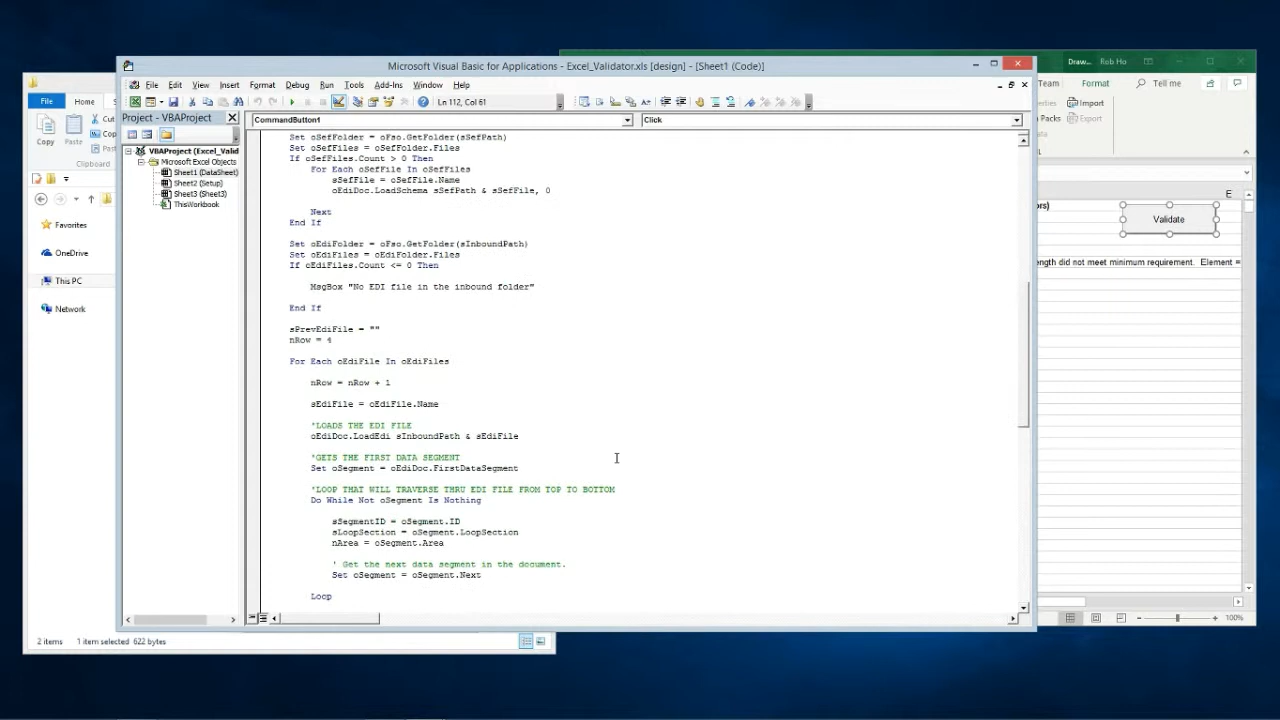 Microsoft Visual Basic for Applications - Excel_Validator.xls [design] - [Sheet1 (Code)]
Draw...
Rob Ho
File
Edit
View
Insert
Format
Debug
Run
Tools
Add-Ins
Window
Help
Team
Format
Tell me
File
Home
Ln 112, Col 61
Import
Export
Packs
Copy
Paste
Clipboard
Project - VBAProject
CommandButton1
Click
VBAProject (Excel_Valid
Microsoft Excel Objects
Sheet1 (DataSheet)
Sheet2 (Setup)
Sheet3 (Sheet3)
ThisWorkbook
Favorites
OneDrive
This PC
Network
Set oSefFolder = oFso.GetFolder(sSefPath)
Set oSefFiles = oSefFolder.Files
If oSefFiles.Count > 0 Then
For Each oSefFile In oSefFiles
sSefFile = oSefFile.Name
oEdiDoc.LoadSchema sSefPath & sSefFile, 0
Next
End If
Set oEdiFolder = oFso.GetFolder(sInboundPath)
Set oEdiFiles = oEdiFolder.Files
If oEdiFiles.Count <= 0 Then
MsgBox "No EDI file in the inbound folder"
End If
sPrevEdiFile = ""
nRow = 4
For Each oEdiFile In oEdiFiles
nRow = nRow + 1
sEdiFile = oEdiFile.Name
'LOADS THE EDI FILE
oEdiDoc.LoadEdi sInboundPath & sEdiFile
'GETS THE FIRST DATA SEGMENT
Set oSegment = oEdiDoc.FirstDataSegment
'LOOP THAT WILL TRAVERSE THRU EDI FILE FROM TOP TO BOTTOM
Do While Not oSegment Is Nothing
sSegmentID = oSegment.ID
sLoopSection = oSegment.LoopSection
nArea = oSegment.Area
' Get the next data segment in the document.
Set oSegment = oSegment.Next
Loop
E
ors)
Validate
ength did not meet minimum requirement. Element =
100%
2 items
1 item selected 622 bytes